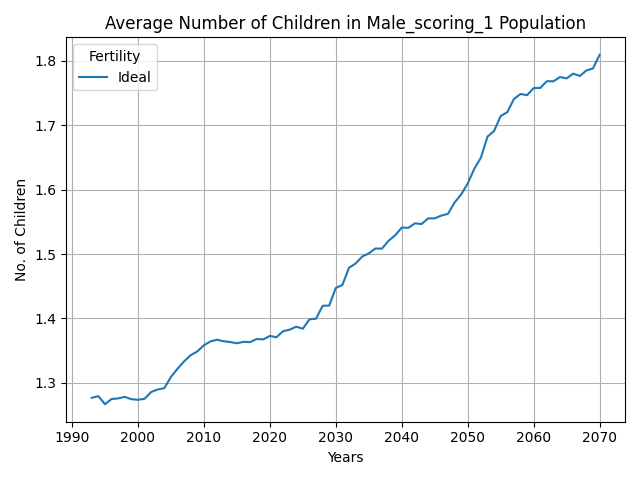 Average Number of Children in Male_scoring_1 Population
Fertility
Ideal
No. of Children
1.8
1.7
1.6
1.5
1.4
1.3
1990 2000 2010 2020 2030 2040 2050 2060 2070
Years